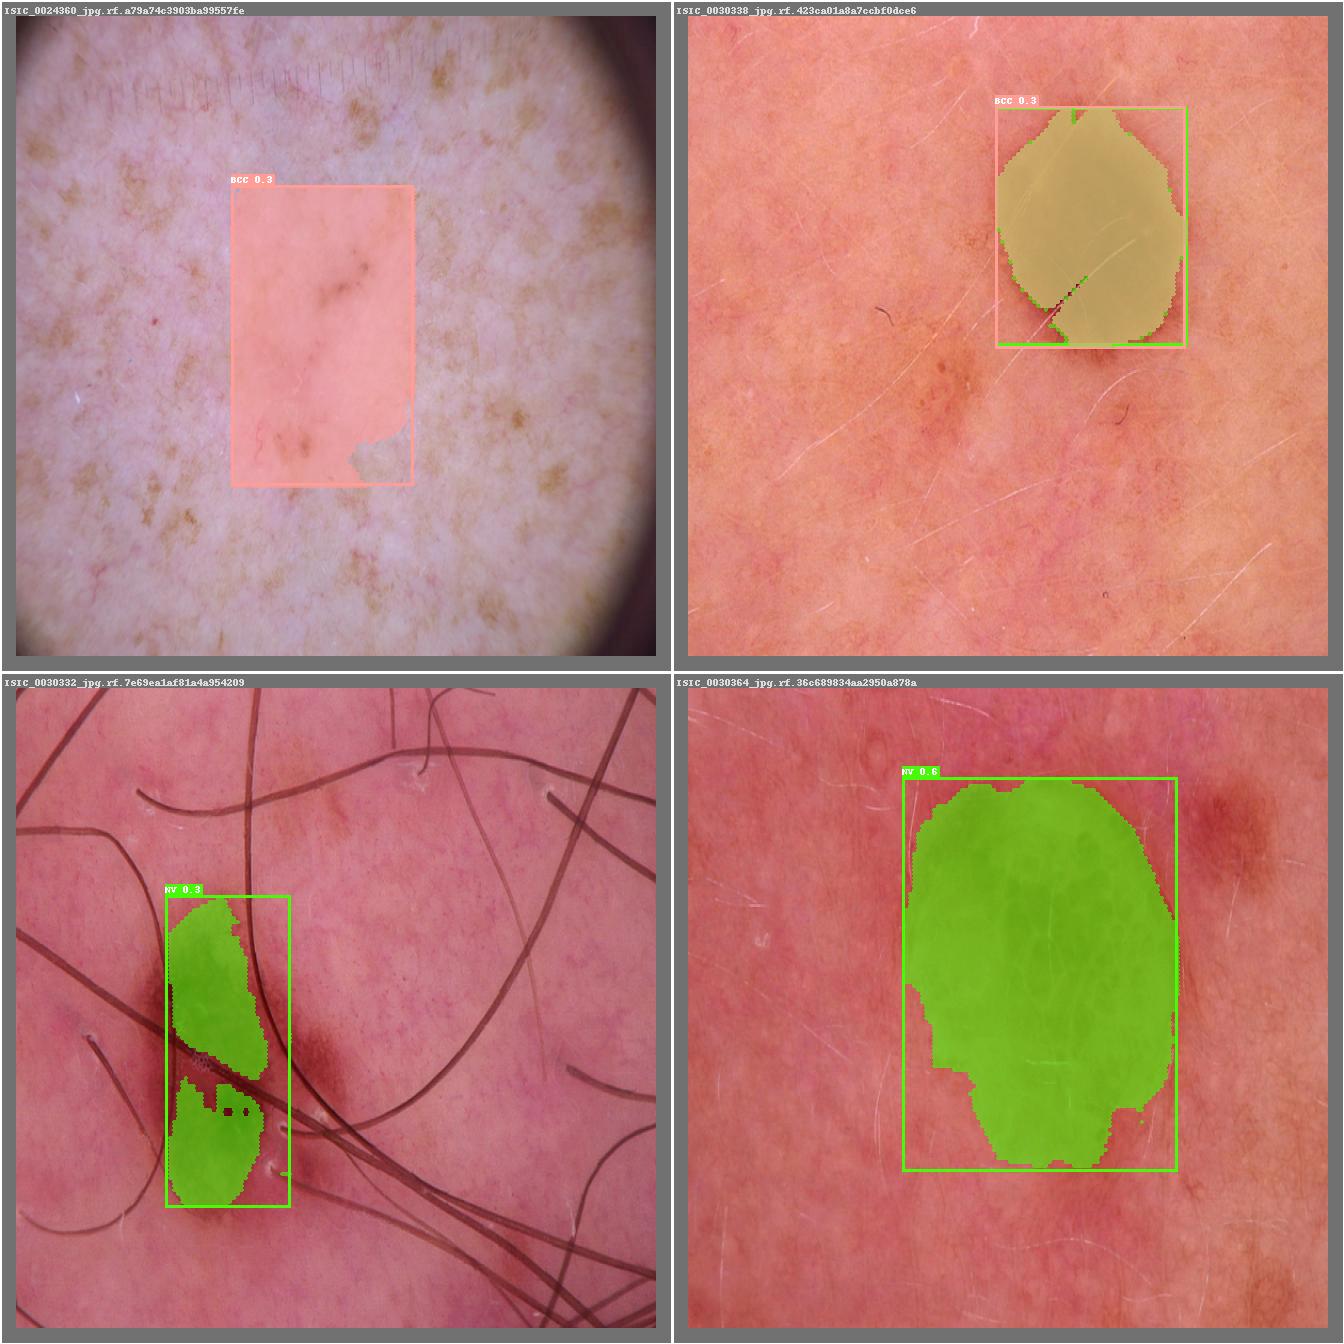 ISIC_0024360_jpg.rf.a79a74c3903ba99557fe
ISIC_0030338_jpg.rf.423ca01a8a7ccbf0dce6
BCC 0.3
BCC 0.3
ISIC_0030332_jpg.rf.7e69ea1af81a4a954209
ISIC_0030364_jpg.rf.36c689834aa2950a878a
NV 0.3
NV 0.6